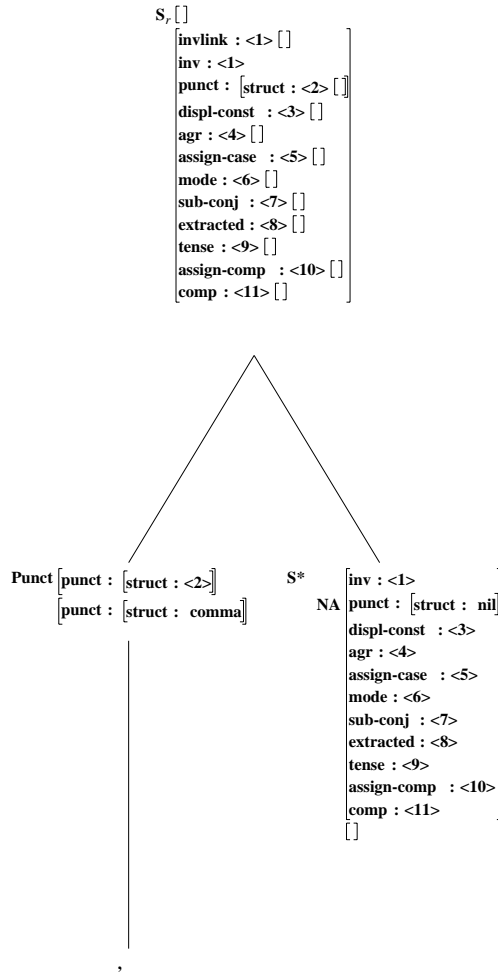 Sr []
invlink : <1> []
inv : <1>
punct : [struct : <2> []]
displ-const : <3> []
agr : <4> []
assign-case : <5> []
mode : <6> []
sub-conj : <7> []
extracted : <8> []
tense : <9> []
assign-comp : <10> []
comp : <11> []
Punct [punct : [struct : <2>]]
[punct : [struct : comma]]
,
S* [inv : <1>
NA punct : [struct : nil]
displ-const : <3>
agr : <4>
assign-case : <5>
mode : <6>
sub-conj : <7>
extracted : <8>
tense : <9>
assign-comp : <10>
comp : <11>]
[]